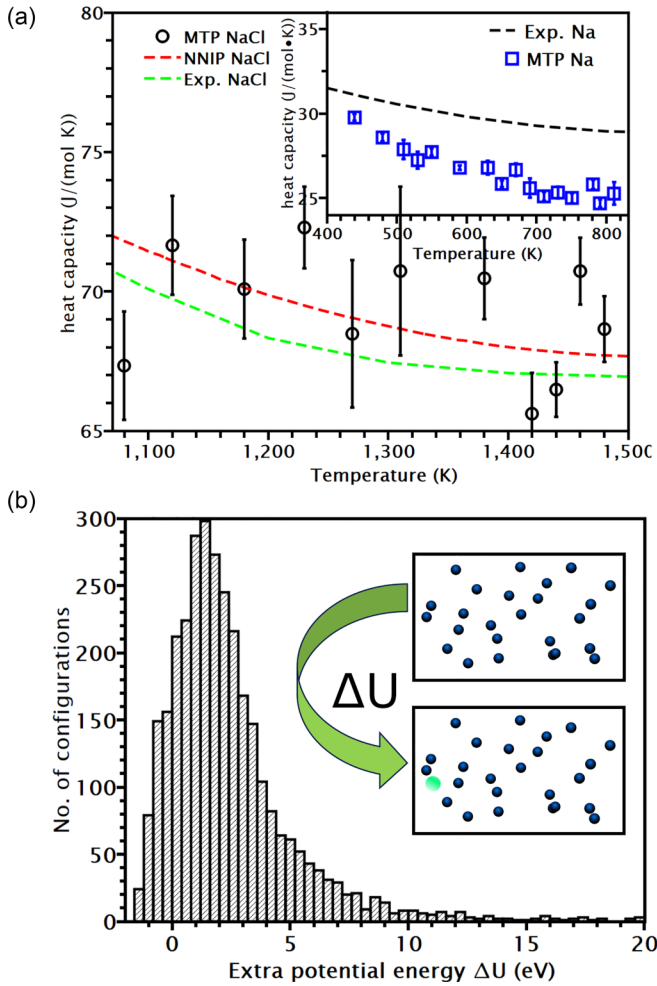 (a)
80
75
70
65
heat capacity (J/(mol K))
MTP NaCl
NNIP NaCl
Exp. NaCl
35
30
25
heat capacity (J/(mol•K))
Exp. Na
MTP Na
400 500 600 700 800
Temperature (K)
1,100 1,200 1,300 1,400 1,500
Temperature (K)
(b)
300
250
200
150
100
50
0
No. of configurations
ΔU
0 5 10 15 20
Extra potential energy ΔU (eV)